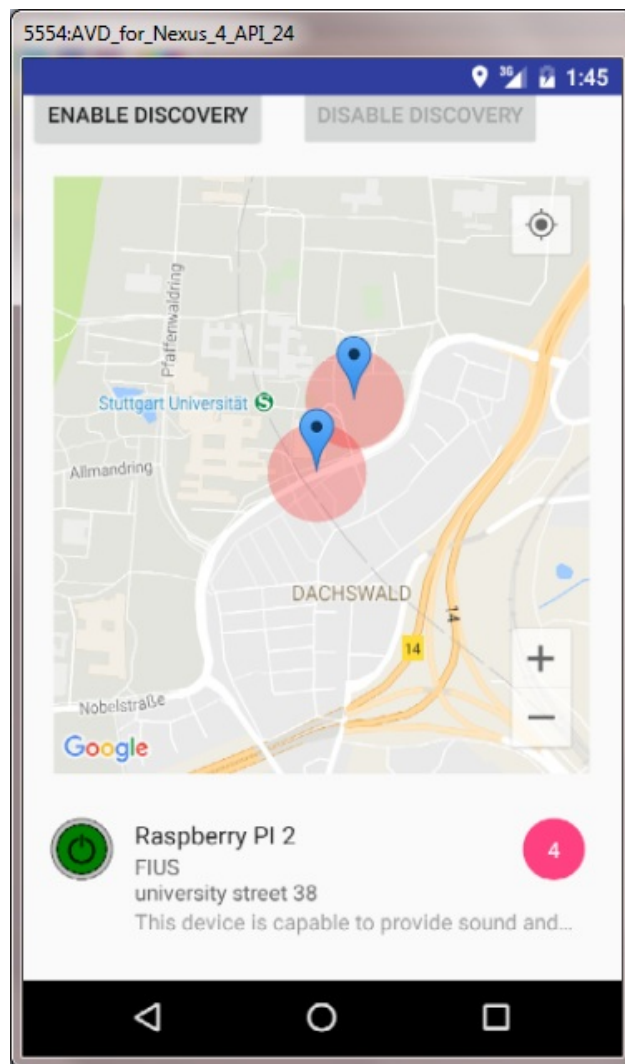 5554:AVD_for_Nexus_4_API_24
3G 1:45
ENABLE DISCOVERY DISABLE DISCOVERY
Pfaffenwaldring
Stuttgart Universität S
Allmandring
DACHSWALD
14
14
Nobelstraße
Google
Raspberry PI 2
4
FIUS
university street 38
This device is capable to provide sound and...